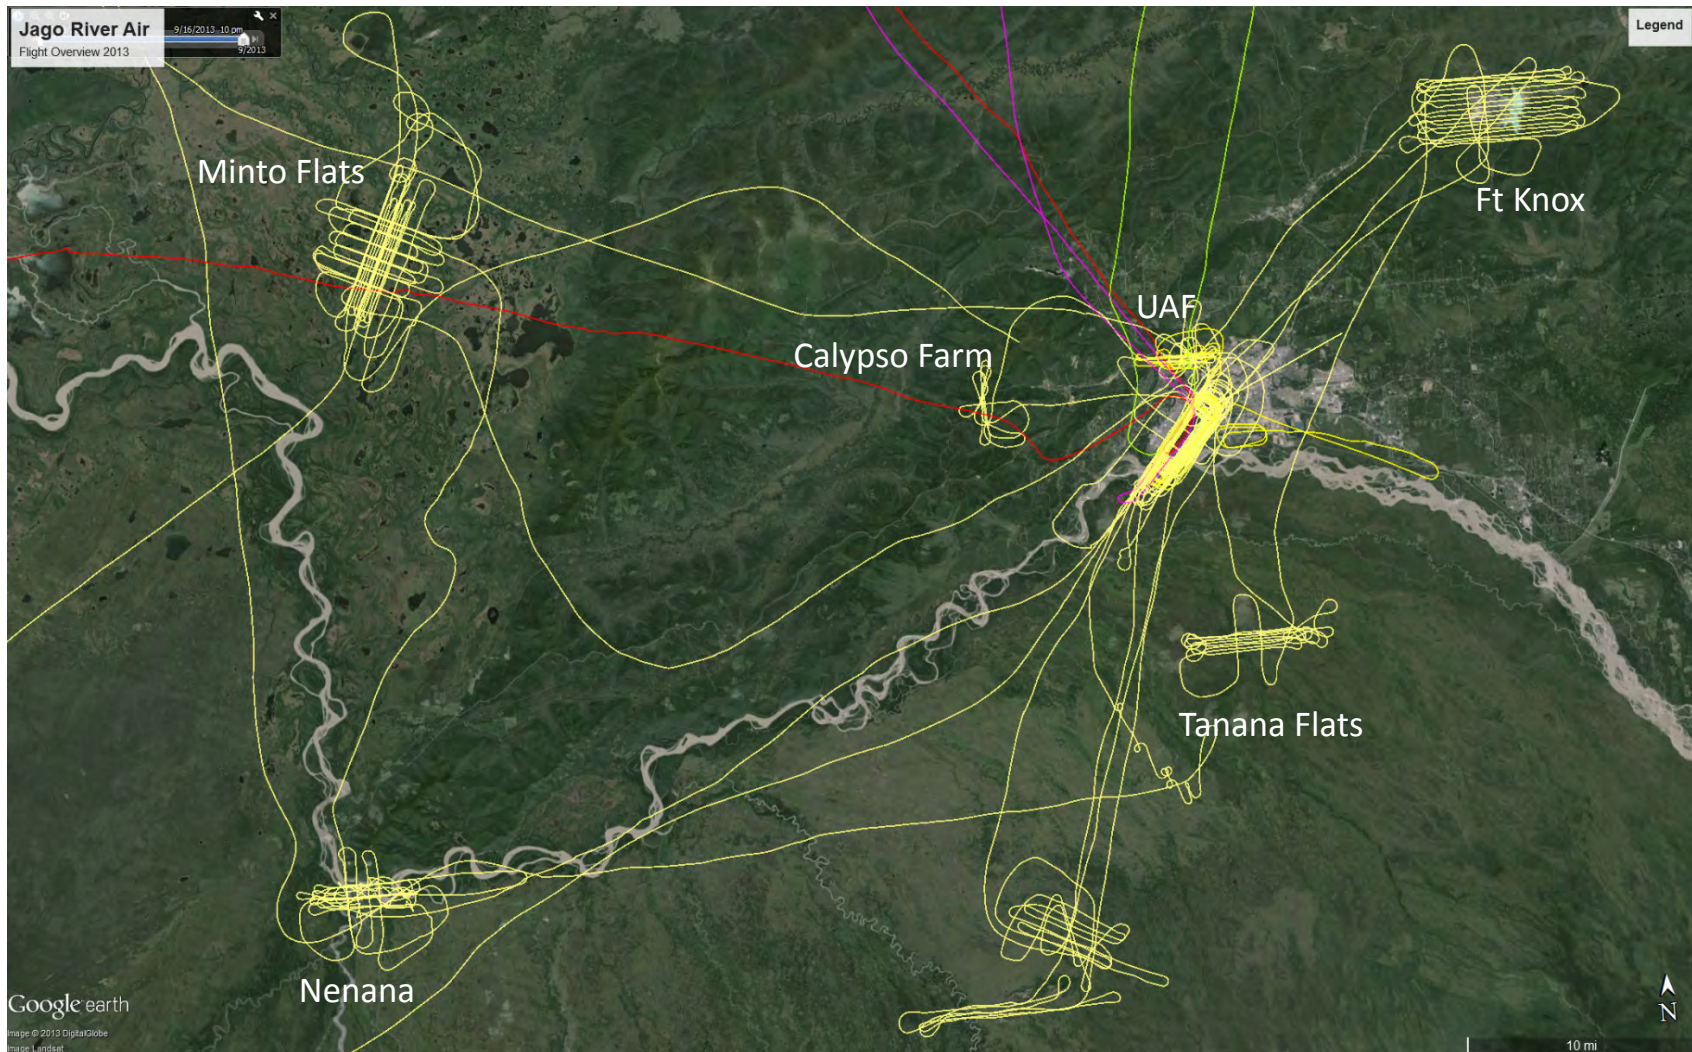 Jago River Air
Flight Overview 2013
9/16/2013 10 pm
9/2013
Legend
Minto Flats
Ft Knox
UAF
Calypso Farm
Tanana Flats
Nenana
Google earth
Image © 2013 DigitalGlobe
Image Landsat
N
10 mi